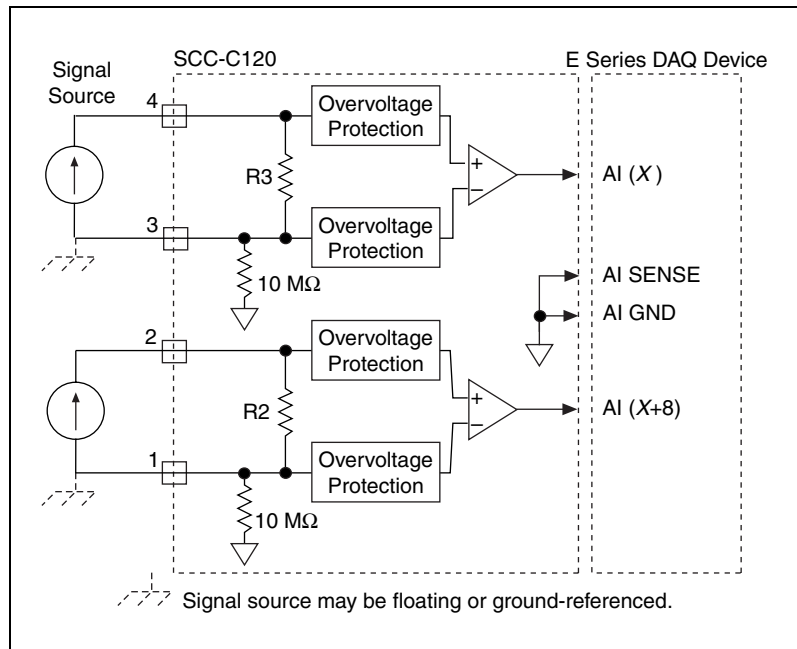 SCC-C120
E Series DAQ Device
Signal
Source
4
Overvoltage
Protection
+
−
R3
AI (X )
3
Overvoltage
Protection
10 MΩ
AI SENSE
AI GND
2
Overvoltage
Protection
+
−
R2
AI (X+8)
1
Overvoltage
Protection
10 MΩ
Signal source may be floating or ground-referenced.